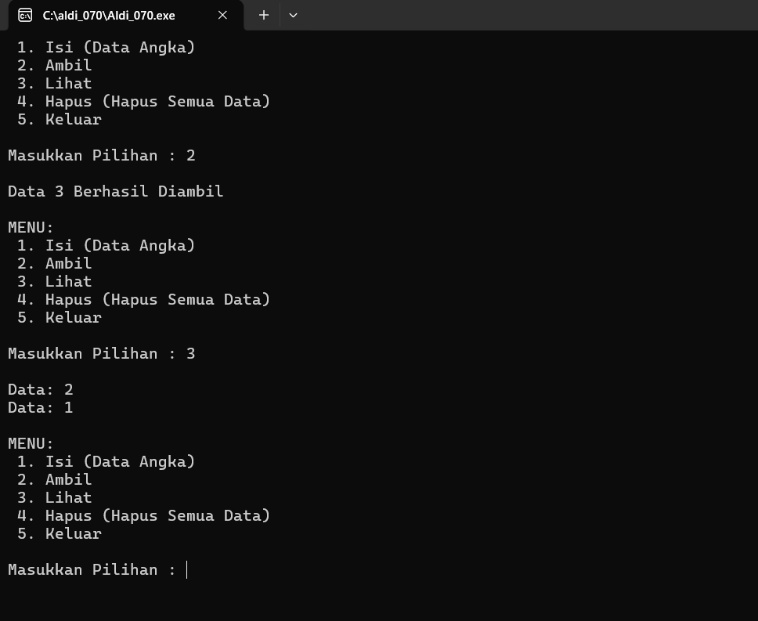 C:\aldi_070\Aldi_070.exe
1. Isi (Data Angka)
2. Ambil
3. Lihat
4. Hapus (Hapus Semua Data)
5. Keluar
Masukkan Pilihan : 2
Data 3 Berhasil Diambil
MENU:
1. Isi (Data Angka)
2. Ambil
3. Lihat
4. Hapus (Hapus Semua Data)
5. Keluar
Masukkan Pilihan : 3
Data: 2
Data: 1
MENU:
1. Isi (Data Angka)
2. Ambil
3. Lihat
4. Hapus (Hapus Semua Data)
5. Keluar
Masukkan Pilihan :